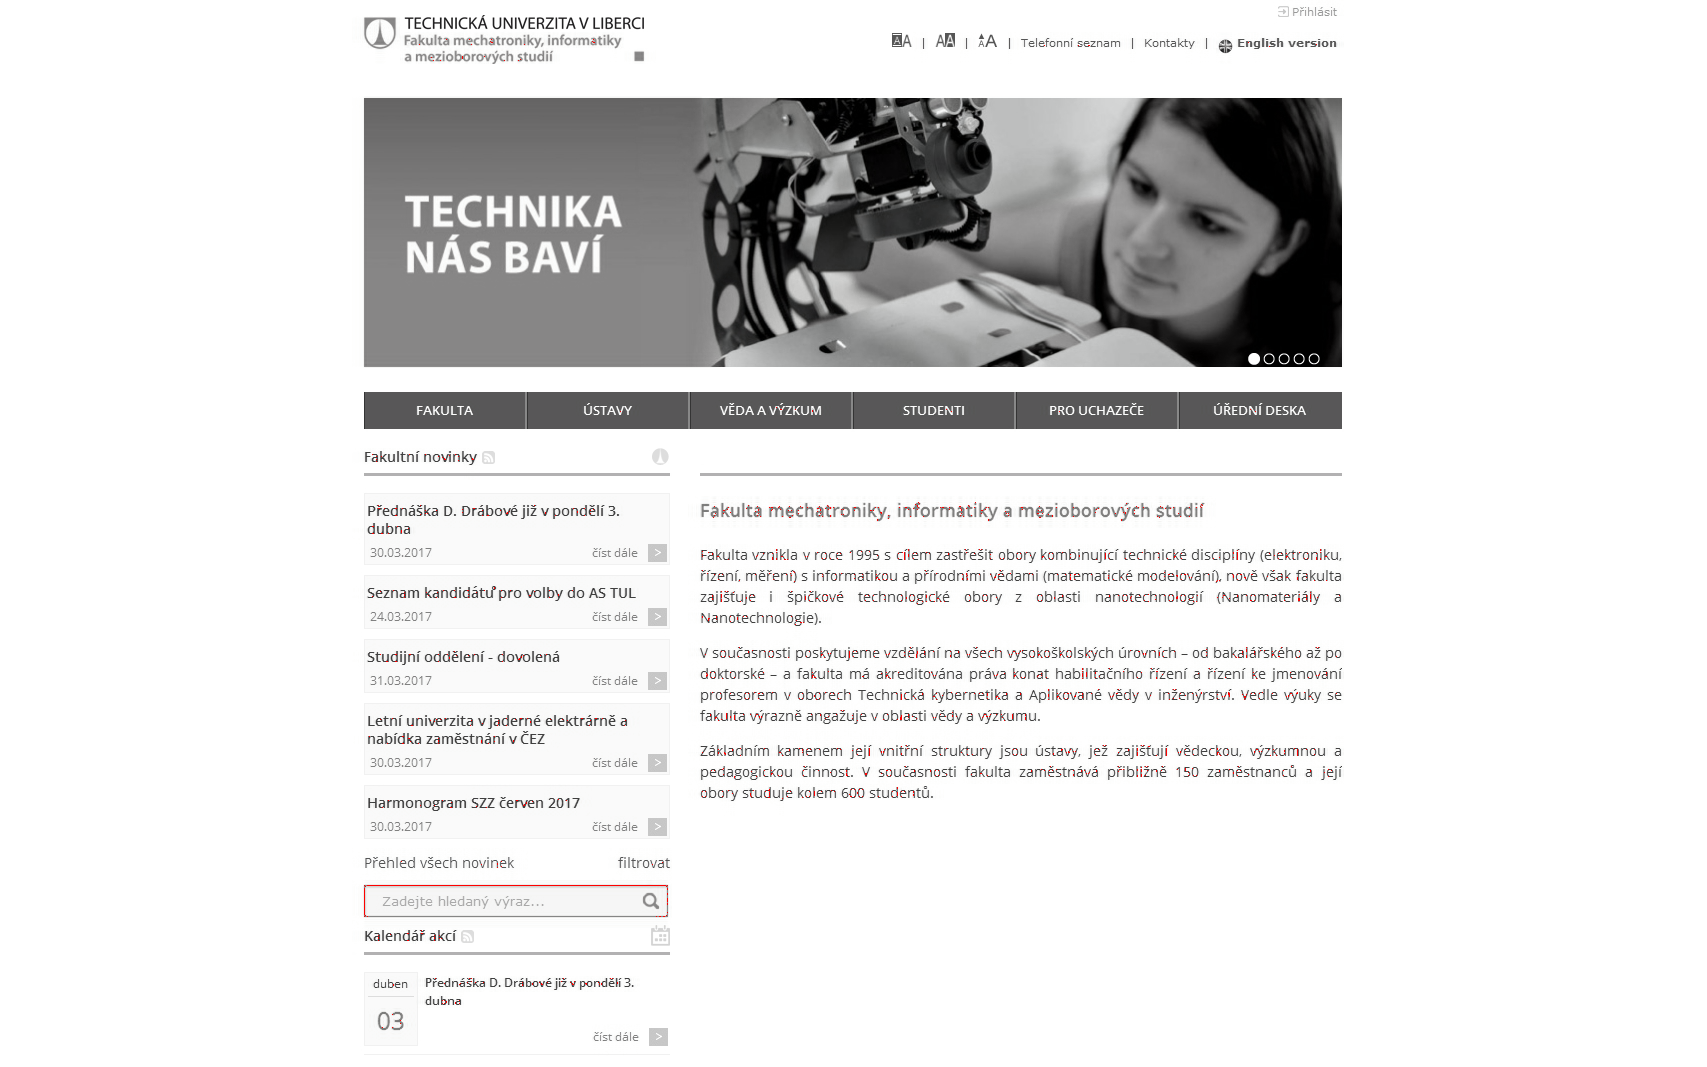 TECHNICKÁ UNIVERZITA V LIBERCI
Fakulta mechatroniky, informatiky
a mezioborových studií
Přihlásit
AA | AA | AA | Telefonní seznam | Kontakty | English version
TECHNIKA
NÁS BAVÍ
FAKULTA
ÚSTAVY
VĚDA A VÝZKUM
STUDENTI
PRO UCHAZEČE
ÚŘEDNÍ DESKA
Fakultní novinky
Přednáška D. Drábové již v pondělí 3.
dubna
30.03.2017 číst dále >
Seznam kandidátů pro volby do AS TUL
24.03.2017 číst dále >
Studijní oddělení - dovolená
31.03.2017 číst dále >
Letní univerzita v jaderné elektrárně a
nabídka zaměstnání v ČEZ
30.03.2017 číst dále >
Harmonogram SZZ červen 2017
30.03.2017 číst dále >
Přehled všech novinek filtrovat
Zadejte hledaný výraz...
Kalendář akcí
duben
03
Přednáška D. Drábové již v pondělí 3.
dubna
číst dále >
Fakulta mechatroniky, informatiky a mezioborových studií
Fakulta vznikla v roce 1995 s cílem zastřešit obory kombinující technické disciplíny (elektroniku,
řízení, měření) s informatikou a přírodními vědami (matematické modelování), nově však fakulta
zajišťuje i špičkové technologické obory z oblasti nanotechnologií (Nanomateriály a
Nanotechnologie).
V současnosti poskytujeme vzdělání na všech vysokoškolských úrovních – od bakalářského až po
doktorské – a fakulta má akreditována práva konat habilitačního řízení a řízení ke jmenování
profesorem v oborech Technická kybernetika a Aplikované vědy v inženýrství. Vedle výuky se
fakulta výrazně angažuje v oblasti vědy a výzkumu.
Základním kamenem její vnitřní struktury jsou ústavy, jež zajišťují vědeckou, výzkumnou a
pedagogickou činnost. V současnosti fakulta zaměstnává přibližně 150 zaměstnanců a její
obory studuje kolem 600 studentů.